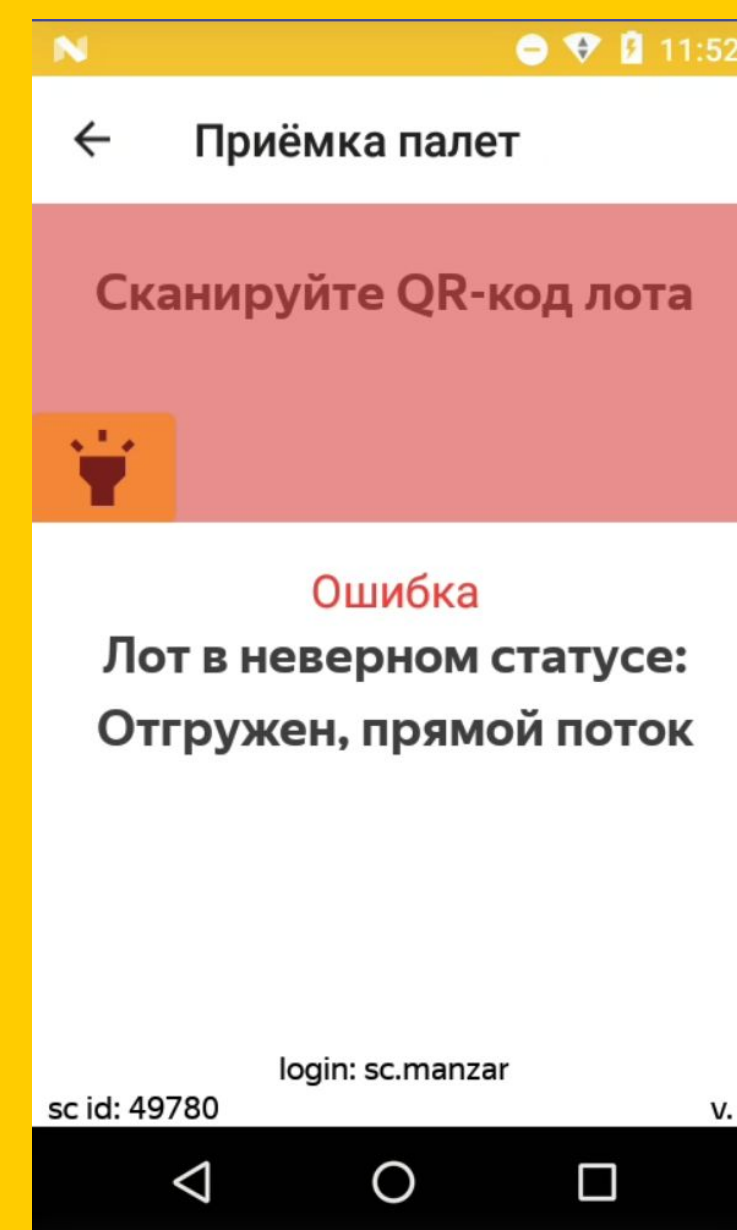 11:52
Приёмка палет
Сканируйте QR-код лота
Ошибка
Лот в неверном статусе:
Отгружен, прямой поток
login: sc.manzar
sc id: 49780
v.